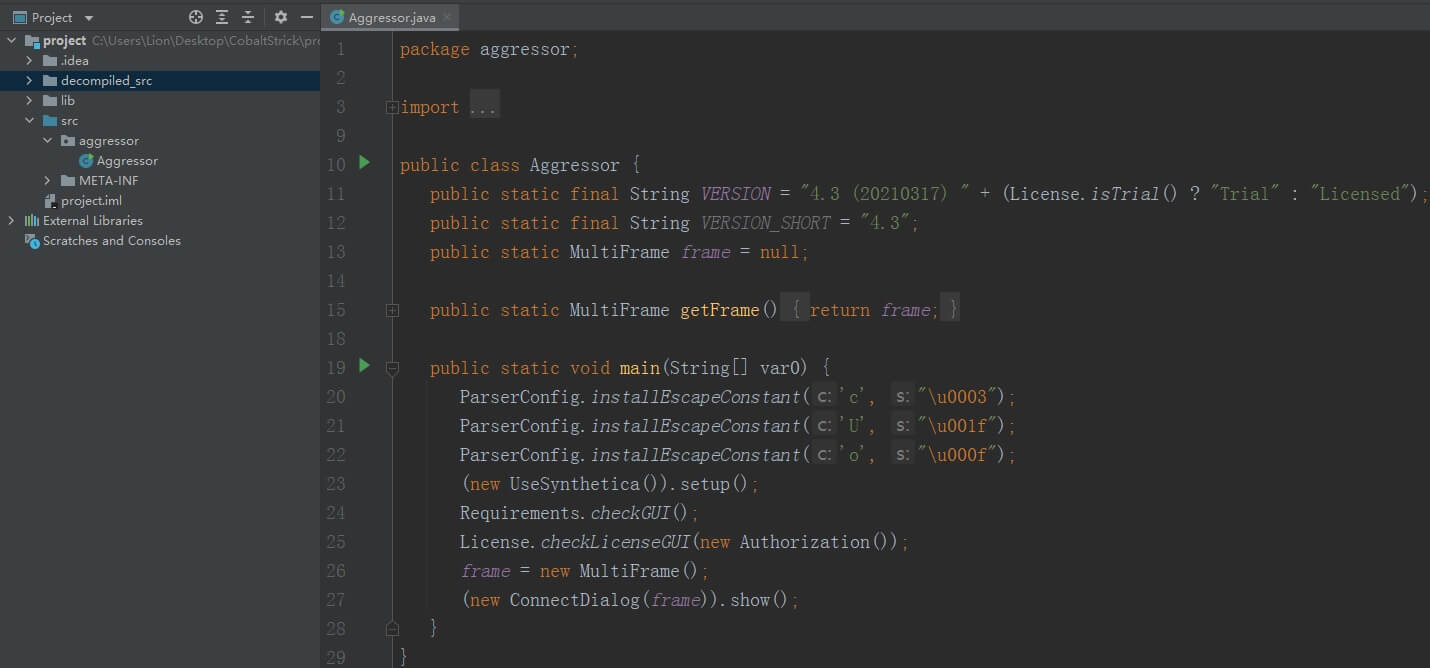 Project
Aggressor.java
project C:\Users\Lion\Desktop\CobaltStrick\pro
.idea
decompiled_src
lib
src
aggressor
Aggressor
META-INF
project.iml
External Libraries
Scratches and Consoles
1 package aggressor;
2
3 import ...
9
10 public class Aggressor {
11 public static final String VERSION = "4.3 (20210317) " + (License.isTrial() ? "Trial" : "Licensed");
12 public static final String VERSION_SHORT = "4.3";
13 public static MultiFrame frame = null;
14
15 public static MultiFrame getFrame() { return frame; }
18
19 public static void main(String[] var0) {
20 ParserConfig.installEscapeConstant( c: 'c', s: "\u0003");
21 ParserConfig.installEscapeConstant( c: 'U', s: "\u001f");
22 ParserConfig.installEscapeConstant( c: 'o', s: "\u000f");
23 (new UseSynthetica()).setup();
24 Requirements.checkGUI();
25 License.checkLicenseGUI(new Authorization());
26 frame = new MultiFrame();
27 (new ConnectDialog(frame)).show();
28 }
29 }